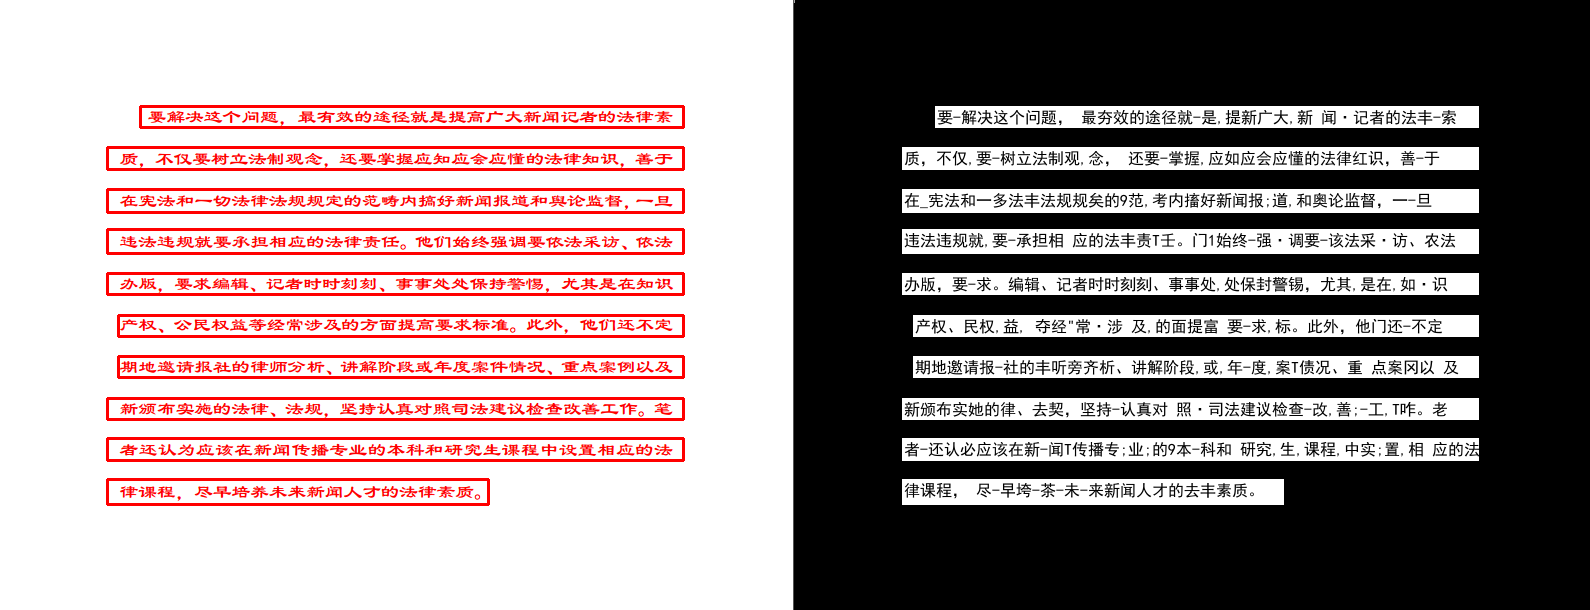 要解决这个问题，最有效的途径就是提高广大新闻记者的法律素
质，不仅要树立法制观念，还要掌握应知应会应懂的法律知识，善于
在宪法和一切法律法规规定的范畴内搞好新闻报道和舆论监督，一旦
违法违规就要承担相应的法律责任。他们始终强调要依法采访、依法
办版，要求编辑、记者时时刻刻、事事处处保持警惕，尤其是在知识
产权、公民权益等经常涉及的方面提高要求标准。此外，他们还不定
期地邀请报社的律师分析、讲解阶段或年度案件情况、重点案例以及
新颁布实施的法律、法规，坚持认真对照司法建议检查改善工作。笔
者还认为应该在新闻传播专业的本科和研究生课程中设置相应的法
律课程，尽早培养未来新闻人才的法律素质。
要-解决这个问题， 最夯效的途径就-是,提新广大,新 闻·记者的法丰-索
质，不仅,要-树立法制观,念， 还要-掌握,应如应会应懂的法律红识，善-于
在_宪法和一多法丰法规规矣的9范,考内搐好新闻报;道,和奥论监督，一-旦
违法违规就,要-承担相 应的法丰责T壬。门1始终-强·调要-该法采·访、农法
办版，要-求。编辑、记者时时刻刻、事事处,处保封警锡，尤其,是在,如·识
产权、民权,益， 夺经"常·涉 及,的面提富 要-求,标。此外，他门还-不定
期地邀请报-社的丰听旁齐析、讲解阶段,或,年-度,案T债况、重 点案冈以 及
新颁布实她的律、去契，坚持-认真对 照·司法建议检查-改,善;-工,T咋。老
者-还认必应该在新-闻T传播专;业;的9本-科和 研究,生,课程,中实;置,相 应的法
律课程， 尽-早垮-茶-未-来新闻人才的去丰素质。